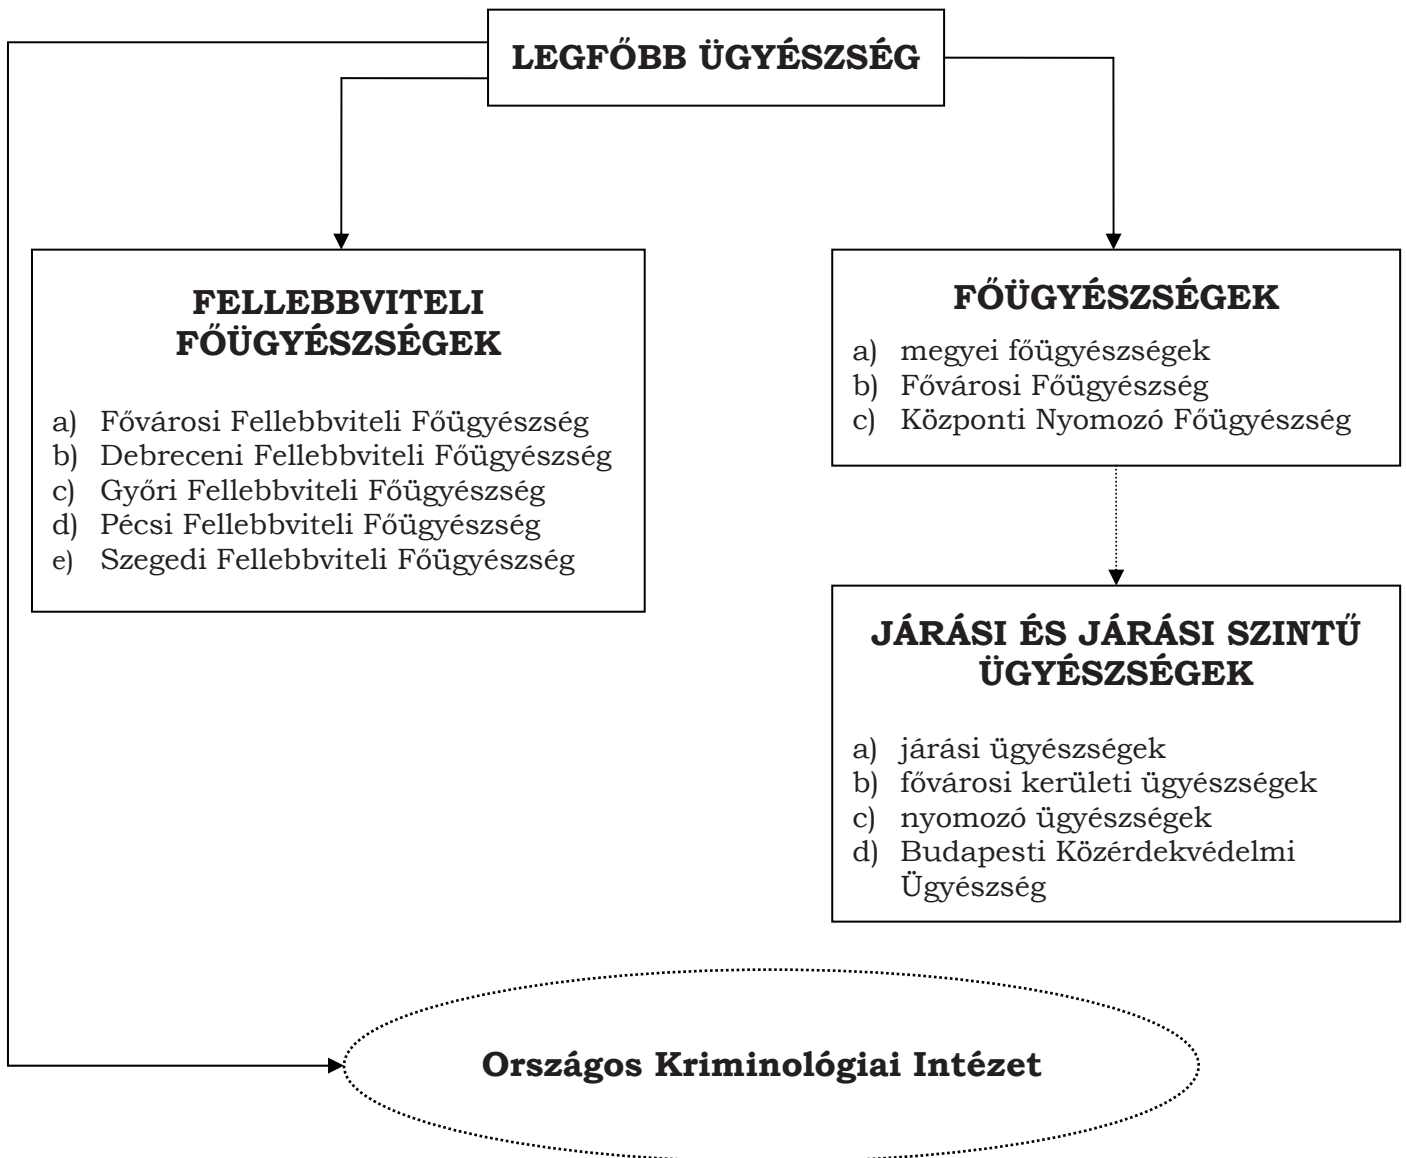 LEGFŐBB ÜGYÉSZSÉG
FELLEBBVITELI
FŐÜGYÉSZSÉGEK
a) Fővárosi Fellebbviteli Főügyészség
b) Debreceni Fellebbviteli Főügyészség
c) Győri Fellebbviteli Főügyészség
d) Pécsi Fellebbviteli Főügyészség
e) Szegedi Fellebbviteli Főügyészség
FŐÜGYÉSZSÉGEK
a) megyei főügyészségek
b) Fővárosi Főügyészség
c) Központi Nyomozó Főügyészség
JÁRÁSI ÉS JÁRÁSI SZINTŰ
ÜGYÉSZSÉGEK
a) járási ügyészségek
b) fővárosi kerületi ügyészségek
c) nyomozó ügyészségek
d) Budapesti Közérdekvédelmi
Ügyészség
Országos Kriminológiai Intézet